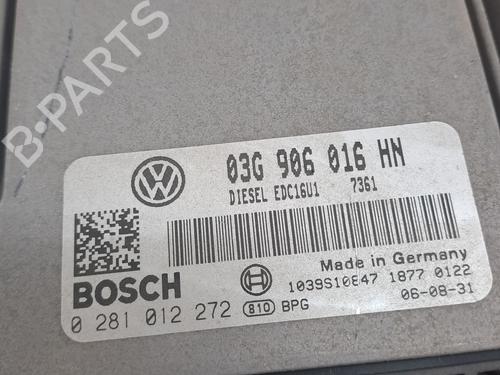 B-PARTS
03G 906 016 HN
DIESEL EDC16U1 7361
Made in Germany
BOSCH
1039S10847 1877 0122
0 281 012 272 810 BPG 06-08-31